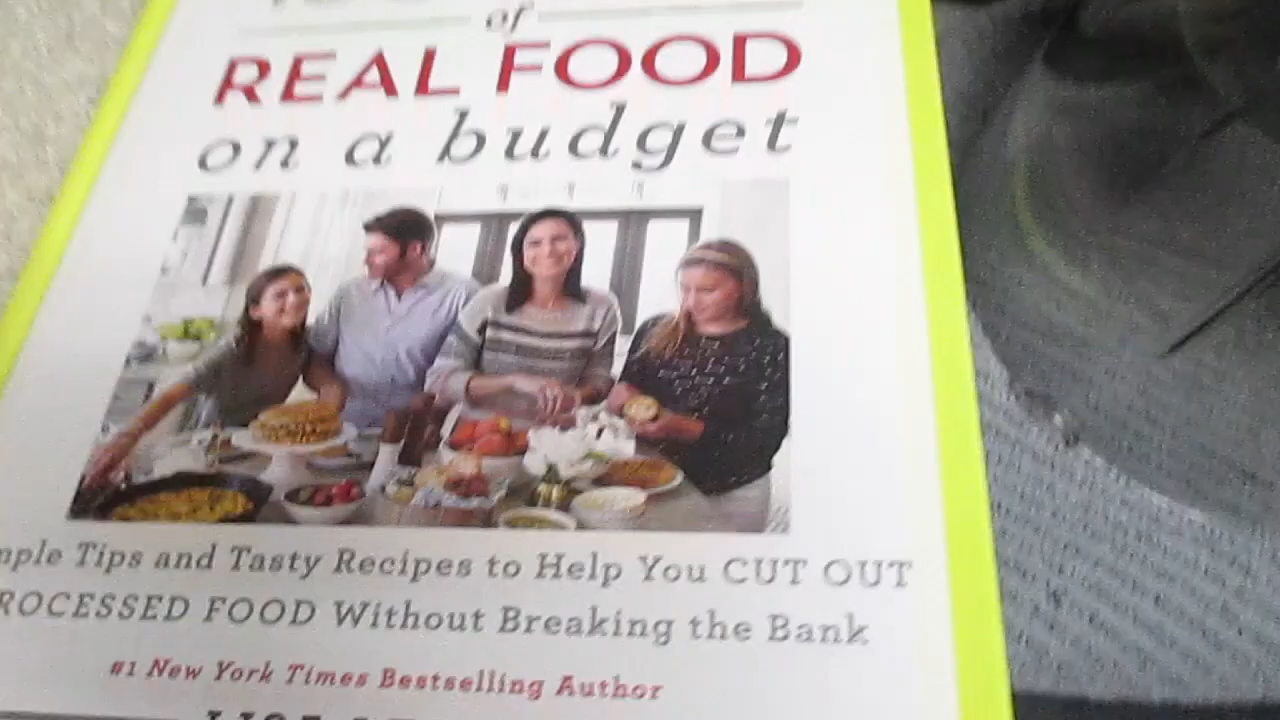 of
REAL FOOD
on a budget
mple Tips and Tasty Recipes to Help You CUT OUT
ROCESSED FOOD Without Breaking the Bank
#1 New York Times Bestselling Author